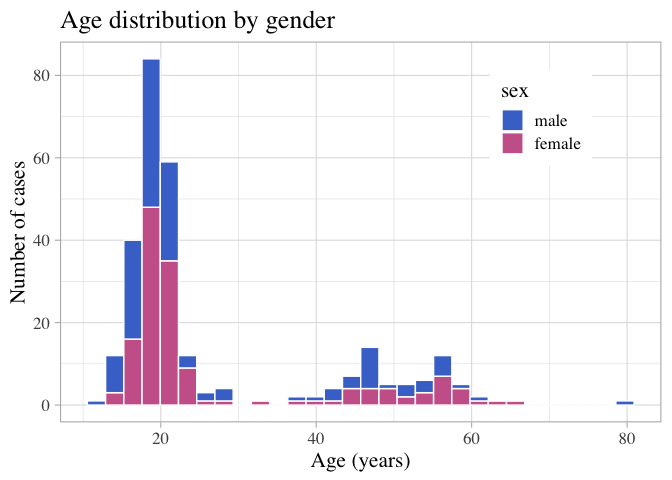 Age distribution by gender
80
60
40
20
0
Number of cases
sex
male
female
20 40 60 80
Age (years)